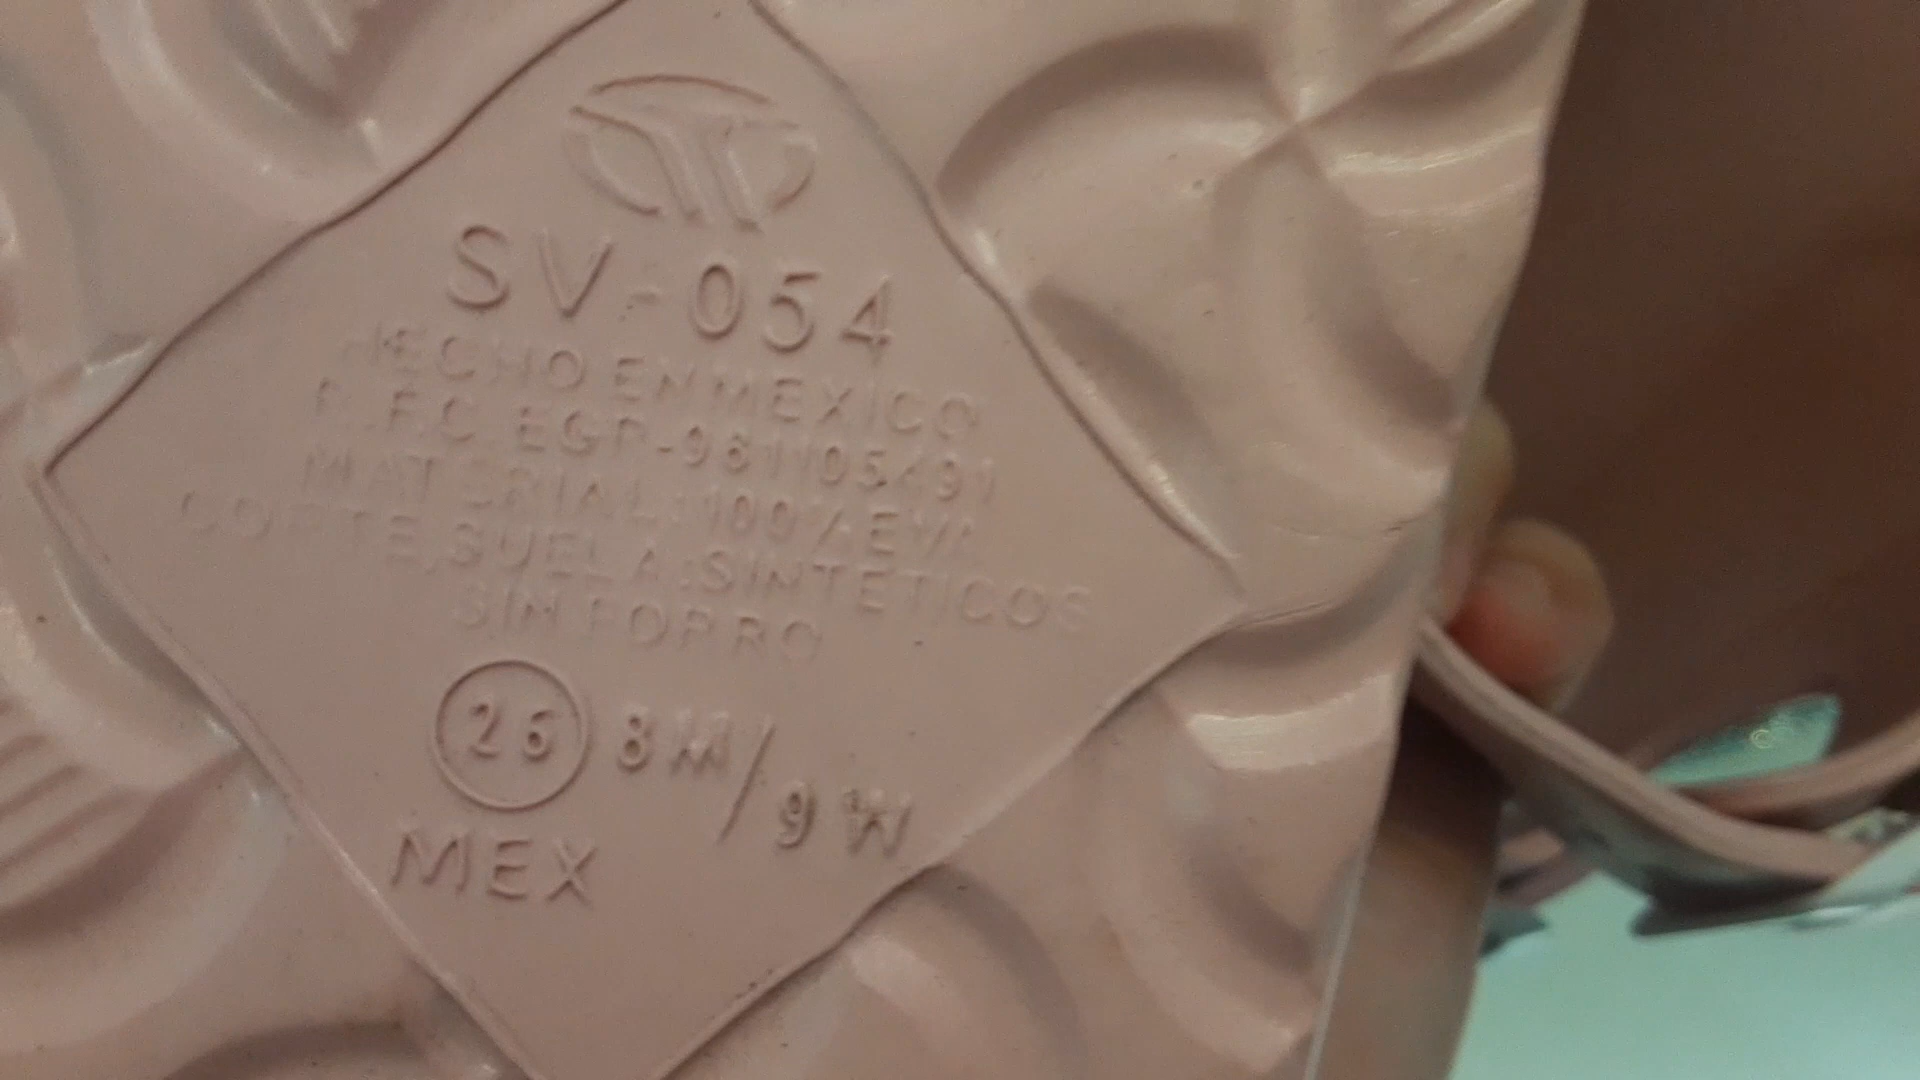 SV-054
HECHO EN MEXICO
R.F.C. EGP-961105491
MATERIAL: 100% EVA
CORTE, SUELA: SINTETICOS
SIN FORRO
26 8M/9W
MEX